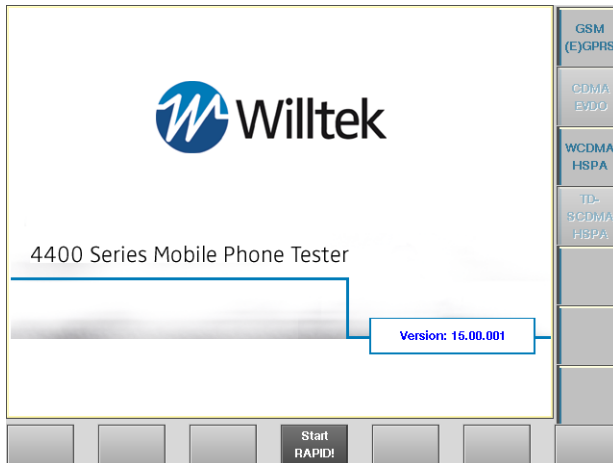 Willtek
4400 Series Mobile Phone Tester
Version: 15.00.001
GSM
(E)GPRS
CDMA
EVDO
WCDMA
HSPA
TD-
SCDMA
HSPA
Start
RAPID!